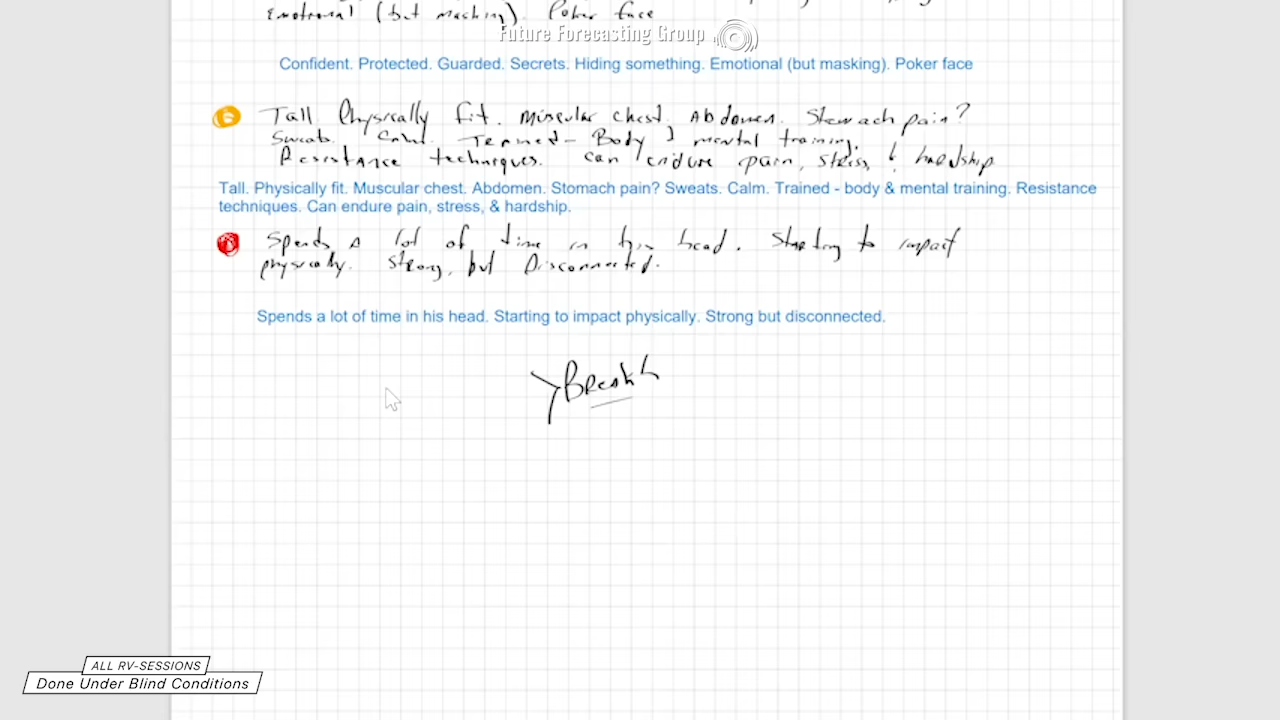 Emotional (but masking). Poker face
Future Forecasting Group
Confident. Protected. Guarded. Secrets. Hiding something. Emotional (but masking). Poker face
Tall Physically fit. Muscular chest. Abdomen. Stomach pain?
Sweats. Calm. Trained - Body & mental training.
Resistance techniques. Can endure pain, stress, & hardship
Tall. Physically fit. Muscular chest. Abdomen. Stomach pain? Sweats. Calm. Trained - body & mental training. Resistance
techniques. Can endure pain, stress, & hardship.
Spends a lot of time in his head. Starting to impact
physically. Strong, but Disconnected.
Spends a lot of time in his head. Starting to impact physically. Strong but disconnected.
Break
ALL RV-SESSIONS
Done Under Blind Conditions